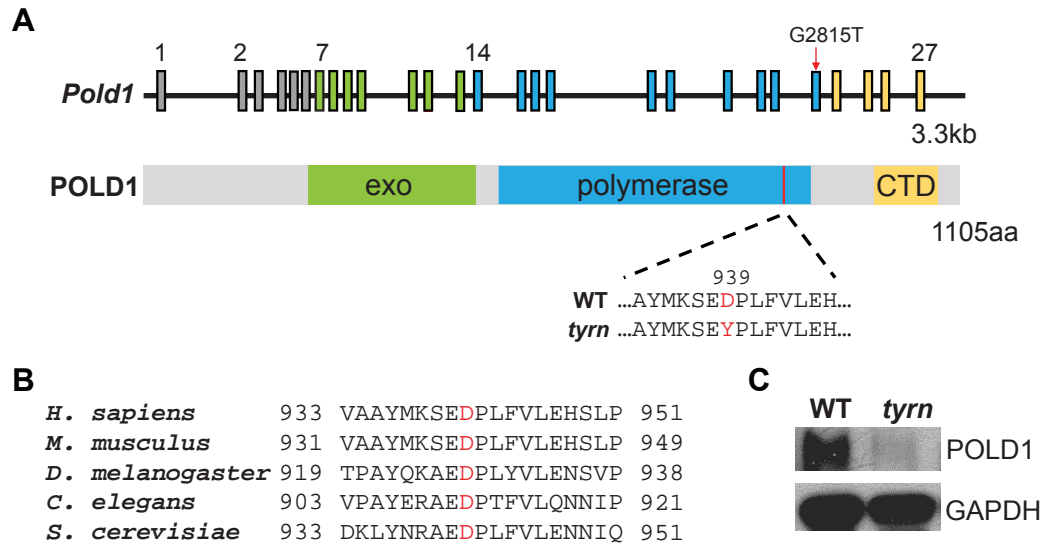 A
G2815T
1 2 7 14 27
Pold1
3.3kb
POLD1 exo polymerase CTD
1105aa
939
WT ...AYMKSEDPLFVLEH...
tyrn ...AYMKSEYPLFVLEH...
B
H. sapiens 933 VAAYMKSEDPLFVLEHSLP 951
M. musculus 931 VAAYMKSEDPLFVLEHSLP 949
D. melanogaster 919 TPAYQKAEDPLYVLENSVP 938
C. elegans 903 VPAYERAEDPTFVLQNNIP 921
S. cerevisiae 933 DKLYNRAEDPLFVLENNIQ 951
C
WT tyrn
POLD1
GAPDH